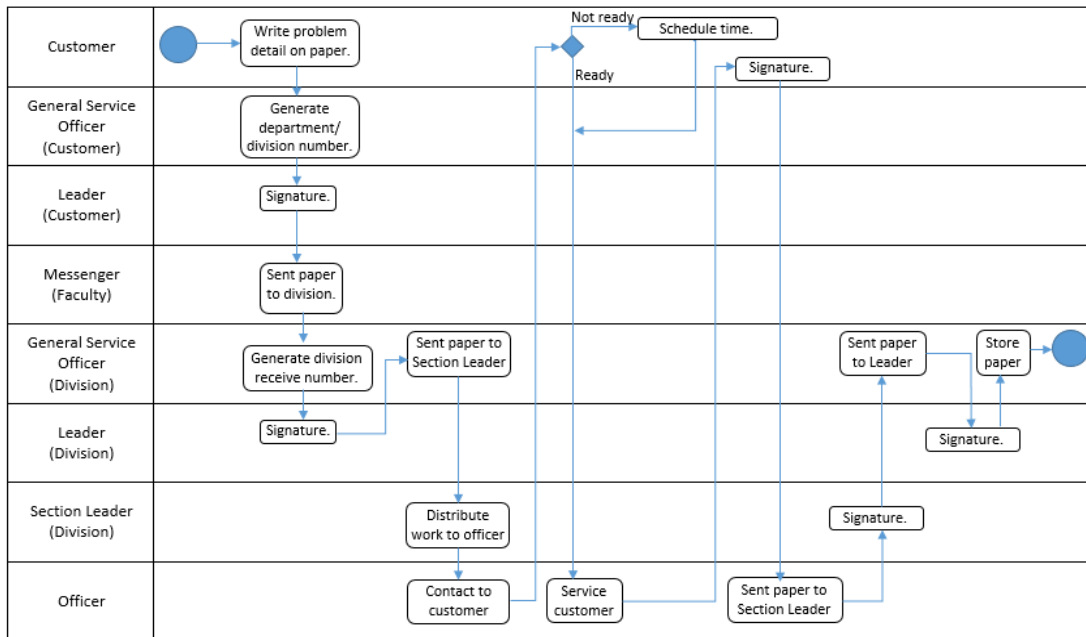 Customer
Write problem
detail on paper.
Not ready
Schedule time.
Ready
Signature.
General Service
Officer
(Customer)
Generate
department/
division number.
Leader
(Customer)
Signature.
Messenger
(Faculty)
Sent paper
to division.
General Service
Officer
(Division)
Generate division
receive number.
Sent paper to
Section Leader
Sent paper
to Leader
Store
paper
Leader
(Division)
Signature.
Signature.
Section Leader
(Division)
Distribute
work to officer
Signature.
Officer
Contact to
customer
Service
customer
Sent paper to
Section Leader